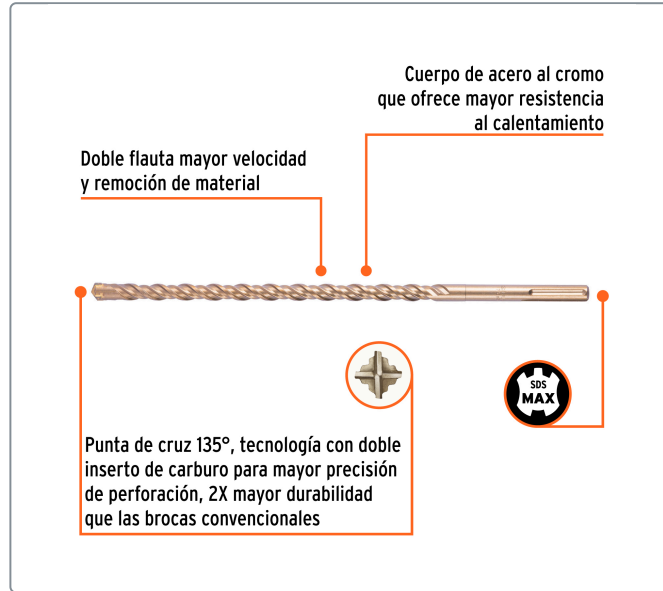 Cuerpo de acero al cromo
que ofrece mayor resistencia
al calentamiento
Doble flauta mayor velocidad
y remoción de material
SDS
MAX
Punta de cruz 135°, tecnología con doble
inserto de carburo para mayor precisión
de perforación, 2X mayor durabilidad
que las brocas convencionales